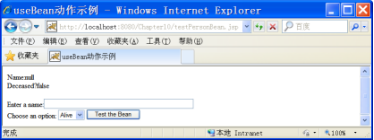 useBean动作示例 - Windows Internet Explorer
http://localhost:8080/Chapter10/testPersonBean.jsp
百度
文件(F) 编辑(E) 查看(V) 收藏夹(A) 工具(T) 帮助(H)
收藏夹 useBean动作示例
Name:null
Deceased?false
Enter a name:
Choose an option: Alive Test the Bean
完成 本地 Intranet 100%